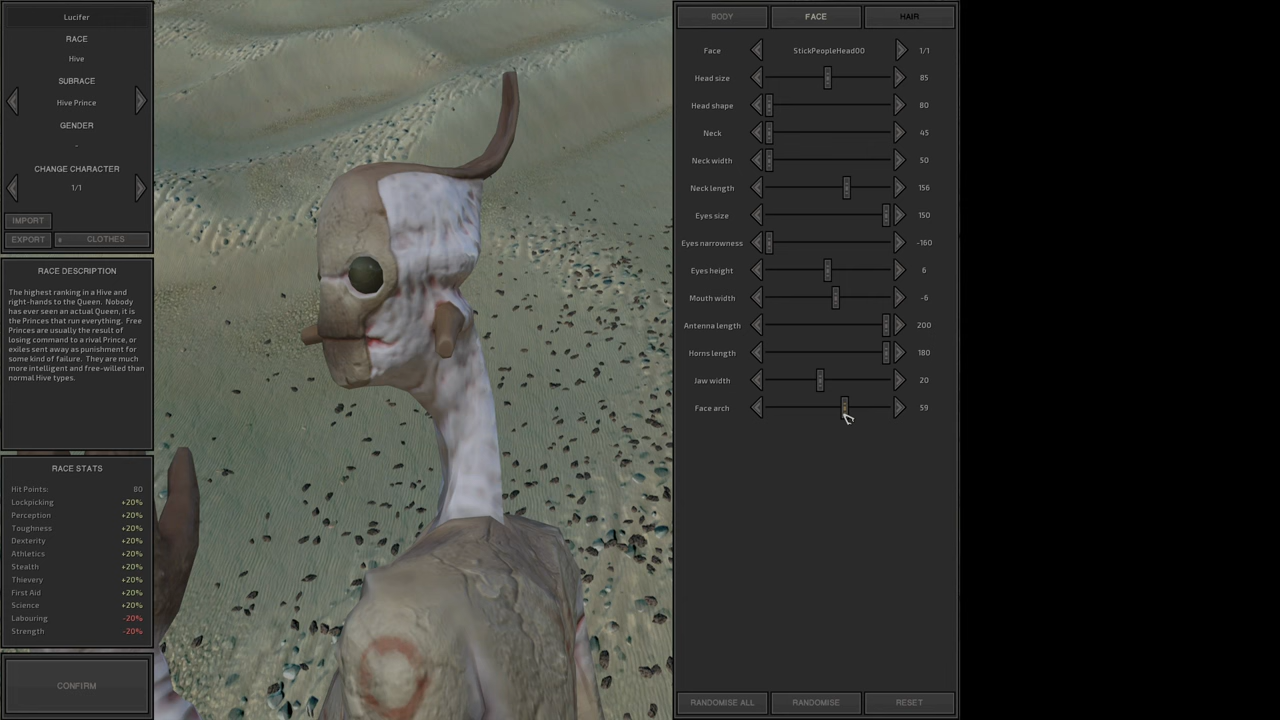 Lucifer
RACE
Hive
SUBRACE
Hive Prince
GENDER
-
CHANGE CHARACTER
1/1
IMPORT
EXPORT
CLOTHES
RACE DESCRIPTION
The highest ranking in a Hive and
right-hands to the Queen. Nobody
has ever seen an actual Queen, it is
the Princes that run everything. Free
Princes are usually the result of
losing command to a rival Prince, or
exiles sent away as punishment for
some kind of failure. They are much
more intelligent and free-willed than
normal Hive types.
RACE STATS
Hit Points: 80
Lockpicking +20%
Perception +20%
Toughness +20%
Dexterity +20%
Athletics +20%
Stealth +20%
Thievery +20%
First Aid +20%
Science +20%
Labouring -20%
Strength -20%
CONFIRM
BODY FACE HAIR
Face StickPeopleHead00 1/1
Head size 85
Head shape 80
Neck 45
Neck width 50
Neck length 156
Eyes size 150
Eyes narrowness -160
Eyes height 6
Mouth width -6
Antenna length 200
Horns length 180
Jaw width 20
Face arch 59
RANDOMISE ALL RANDOMISE RESET